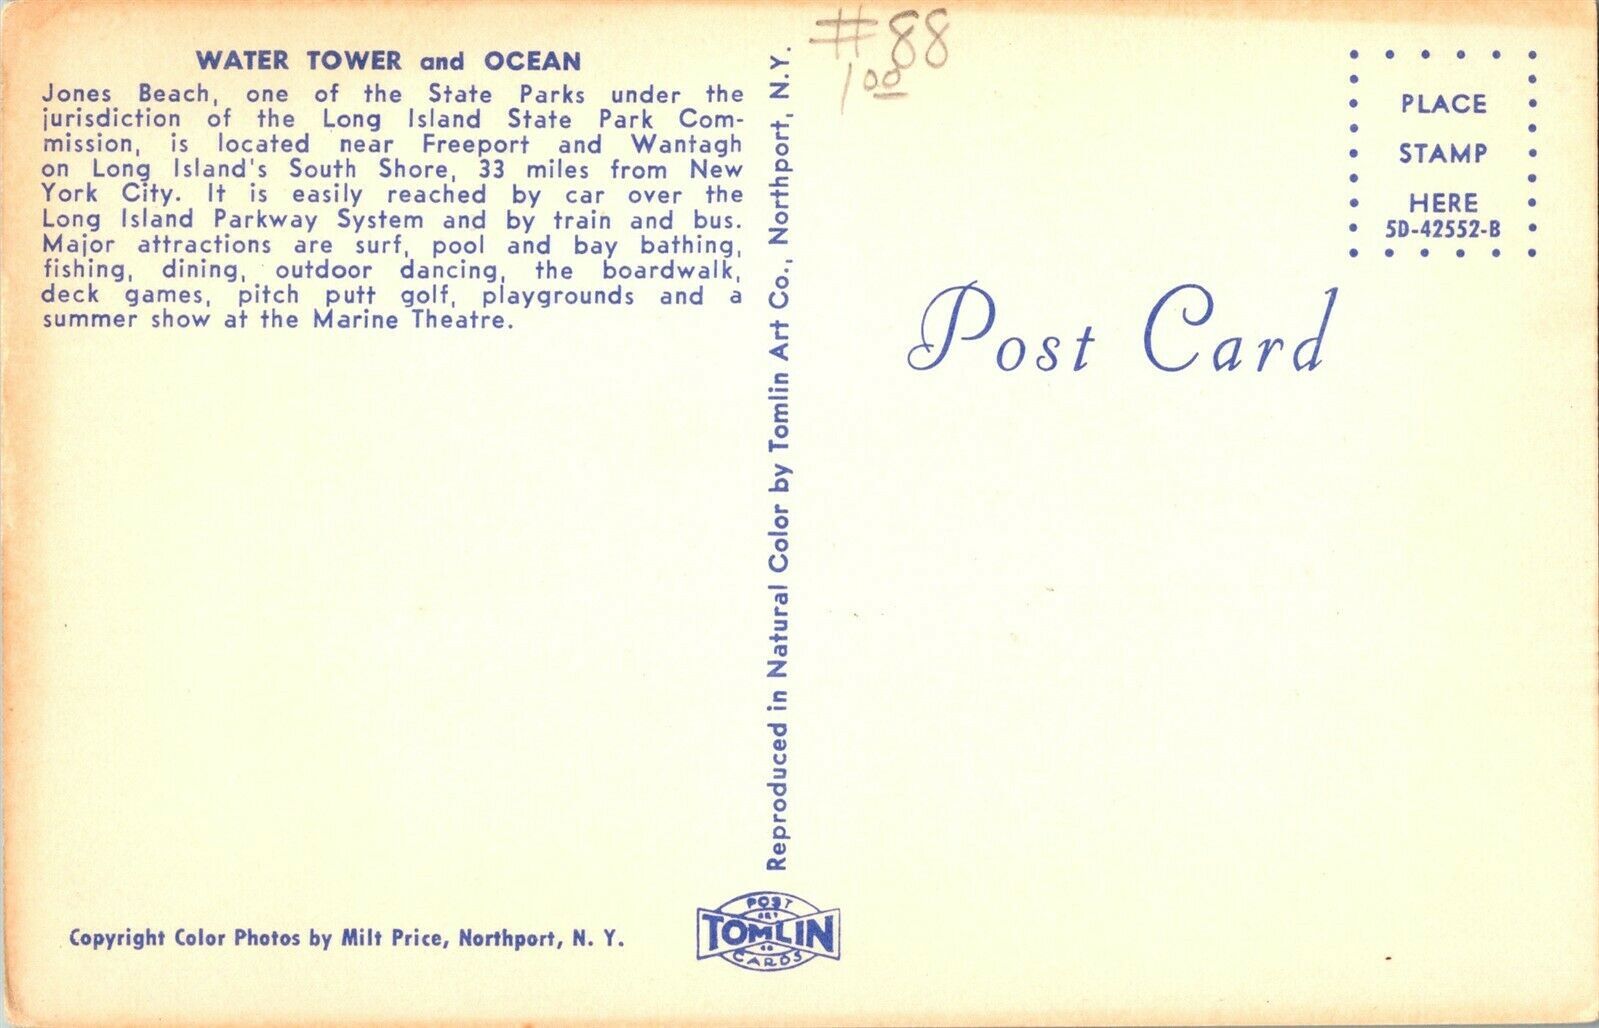 WATER TOWER and OCEAN
Jones Beach, one of the State Parks under the
jurisdiction of the Long Island State Park Com-
mission, is located near Freeport and Wantagh
on Long Island's South Shore, 33 miles from New
York City. It is easily reached by car over the
Long Island Parkway System and by train and bus.
Major attractions are surf, pool and bay bathing,
fishing, dining, outdoor dancing, the boardwalk,
deck games, pitch putt golf, playgrounds and a
summer show at the Marine Theatre.
Copyright Color Photos by Milt Price, Northport, N. Y.
Reproduced in Natural Color by Tomlin Art Co., Northport, N.Y.
POST
ART
TOMLIN
CO
CARDS
#88
1 00
PLACE
STAMP
HERE
5D-42552-B
Post Card